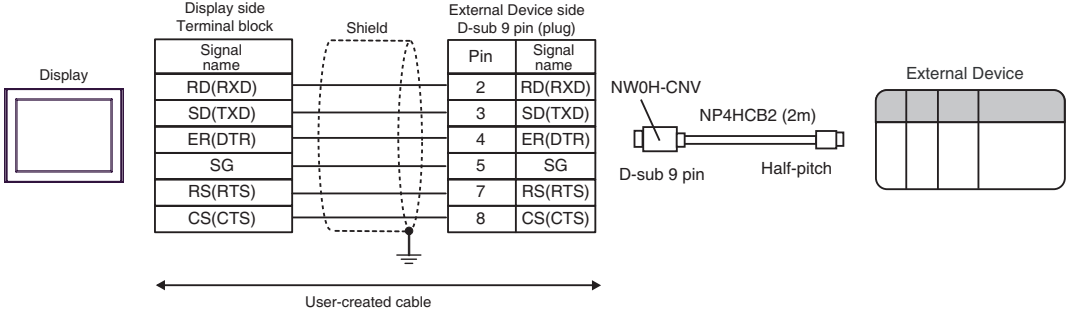 Display side
Terminal block
Shield
External Device side
D-sub 9 pin (plug)
Signal name
Pin
Signal name
Display
RD(RXD) 2 RD(RXD)
SD(TXD) 3 SD(TXD)
ER(DTR) 4 ER(DTR)
SG 5 SG
RS(RTS) 7 RS(RTS)
CS(CTS) 8 CS(CTS)
NW0H-CNV
NP4HCB2 (2m)
D-sub 9 pin
Half-pitch
External Device
User-created cable